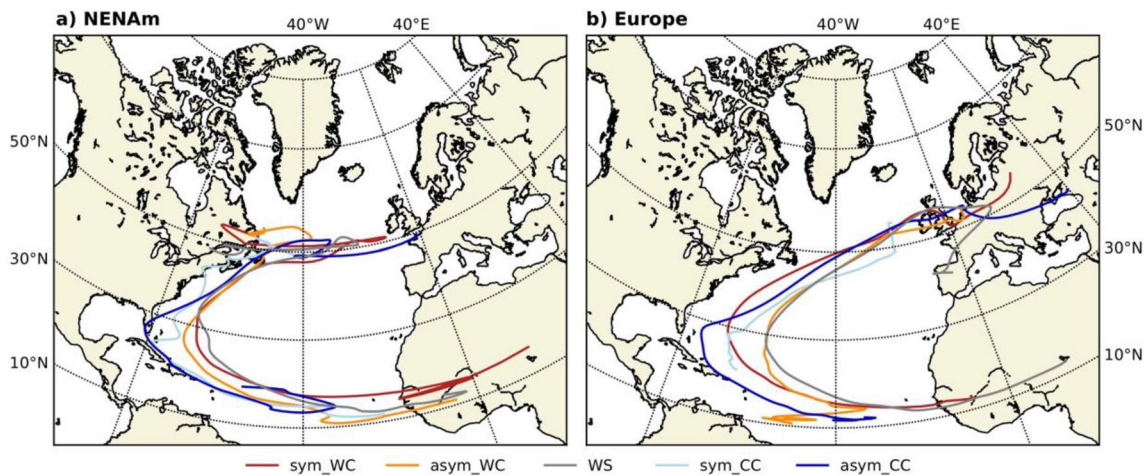 a) NENAm
40°W
40°E
b) Europe
40°W
40°E
50°N
30°N
10°N
50°N
30°N
10°N
sym_WC
asym_WC
WS
sym_CC
asym_CC